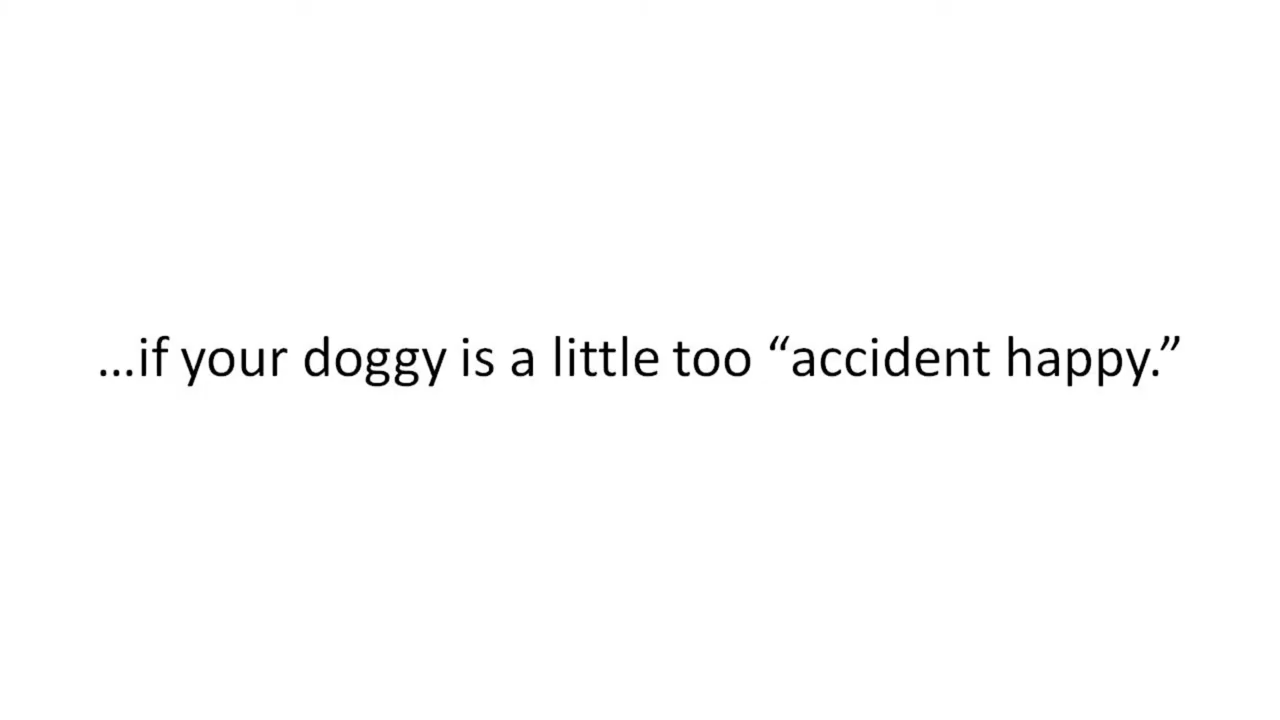 …if your doggy is a little too “accident happy.”